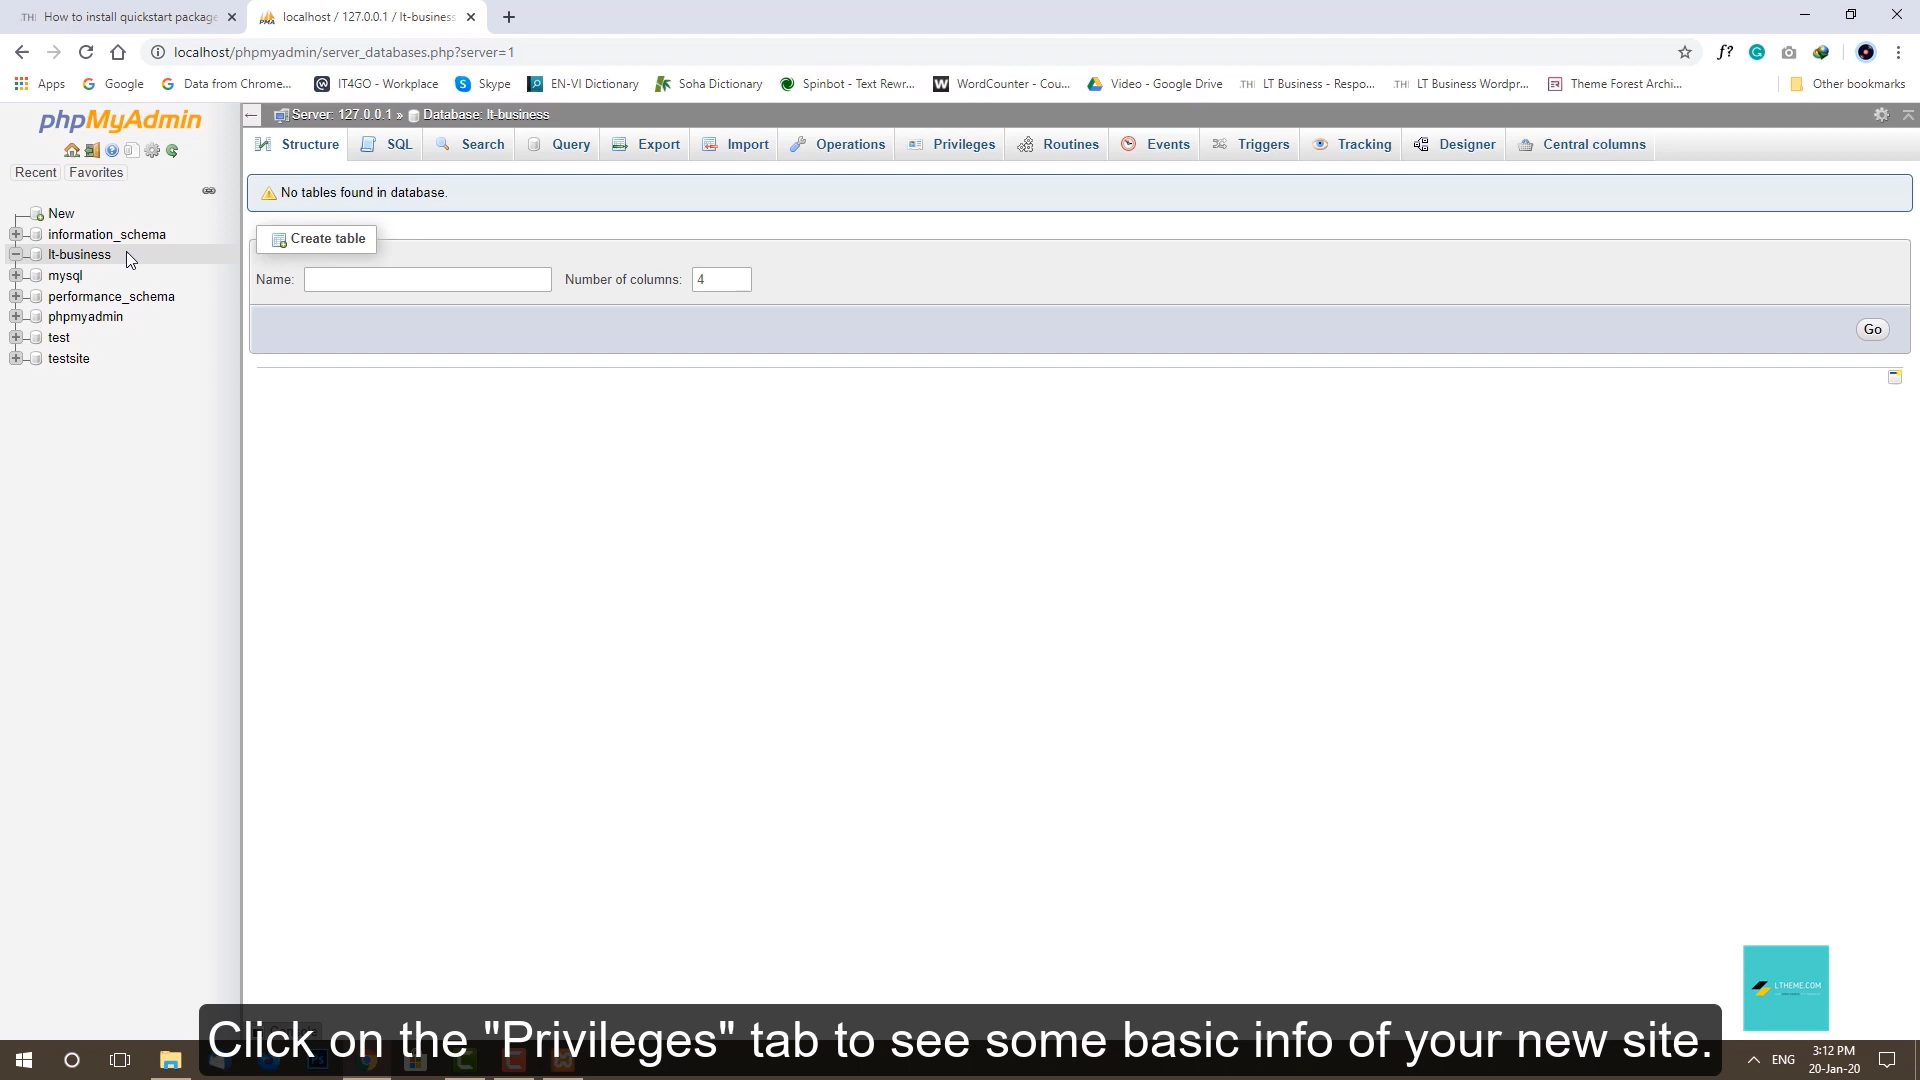 How to install quickstart package
localhost / 127.0.0.1 / lt-business
localhost/phpmyadmin/server_databases.php?server=1
Apps
Google
Data from Chrome...
IT4GO - Workplace
Skype
EN-VI Dictionary
Soha Dictionary
Spinbot - Text Rewr...
WordCounter - Cou...
Video - Google Drive
LT Business - Respo...
LT Business Wordpr...
Theme Forest Archi...
Other bookmarks
phpMyAdmin
Server: 127.0.0.1 » Database: lt-business
Structure
SQL
Search
Query
Export
Import
Operations
Privileges
Routines
Events
Triggers
Tracking
Designer
Central columns
Recent
Favorites
New
information_schema
lt-business
mysql
performance_schema
phpmyadmin
test
testsite
No tables found in database.
Create table
Name:
Number of columns: 4
Go
LTHEME.COM
Click on the "Privileges" tab to see some basic info of your new site.
ENG
3:12 PM
20-Jan-20